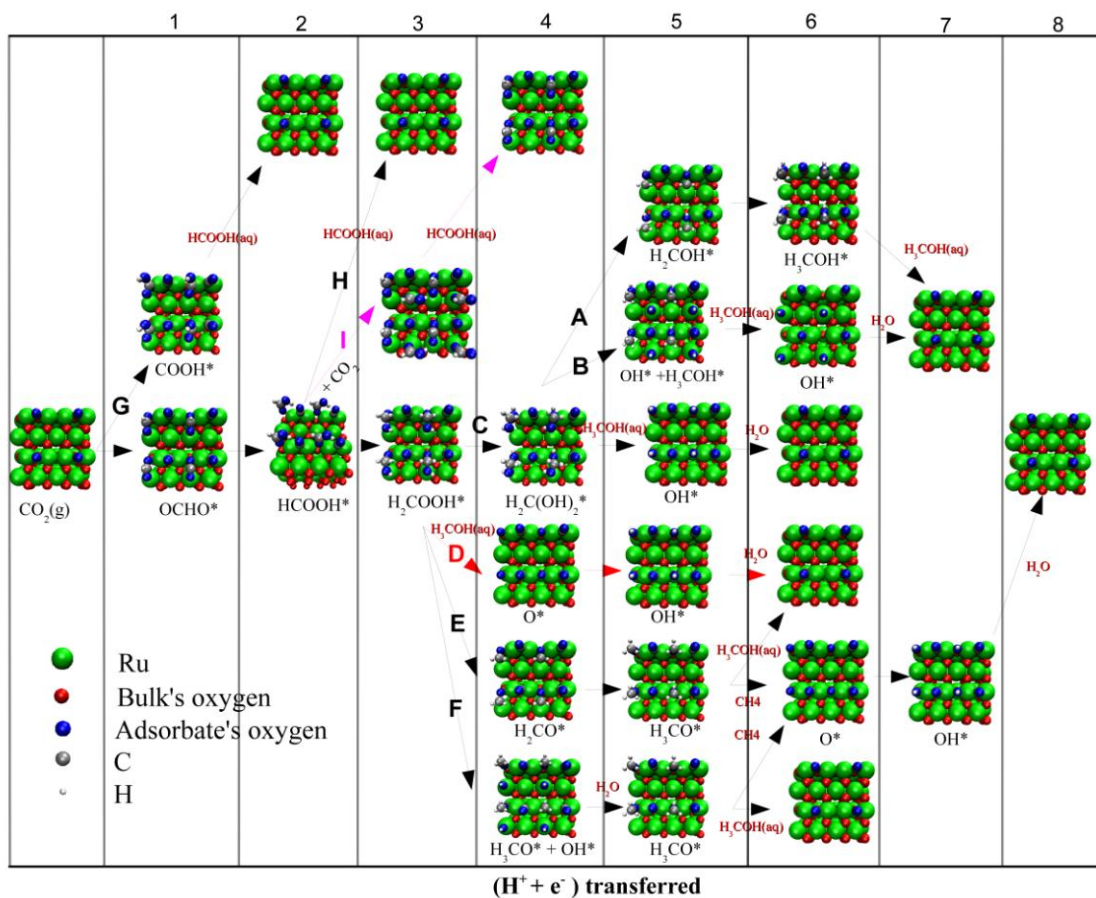 1 2 3 4 5 6 7 8
HCOOH(aq)
HCOOH(aq)
HCOOH(aq)
H
I
+ CO₂
G
COOH*
A
B
H₂COH*
H₃COH*
H₃COH(aq)
H₃COH(aq)
H₂O
OH* +H₃COH*
OH*
C
H₃COH(aq)
H₂O
CO₂(g)
OCHO*
HCOOH*
H₂COOH*
H₂C(OH)₂*
OH*
H₃COH(aq)
D
H₂O
O*
OH*
E
F
H₃COH(aq)
CH4
CH4
H₂CO*
H₃CO*
O*
OH*
H₂O
H₂O
H₃COH(aq)
H₃CO* + OH*
H₃CO*
Ru
Bulk's oxygen
Adsorbate's oxygen
C
H
(H⁺ + e⁻ ) transferred